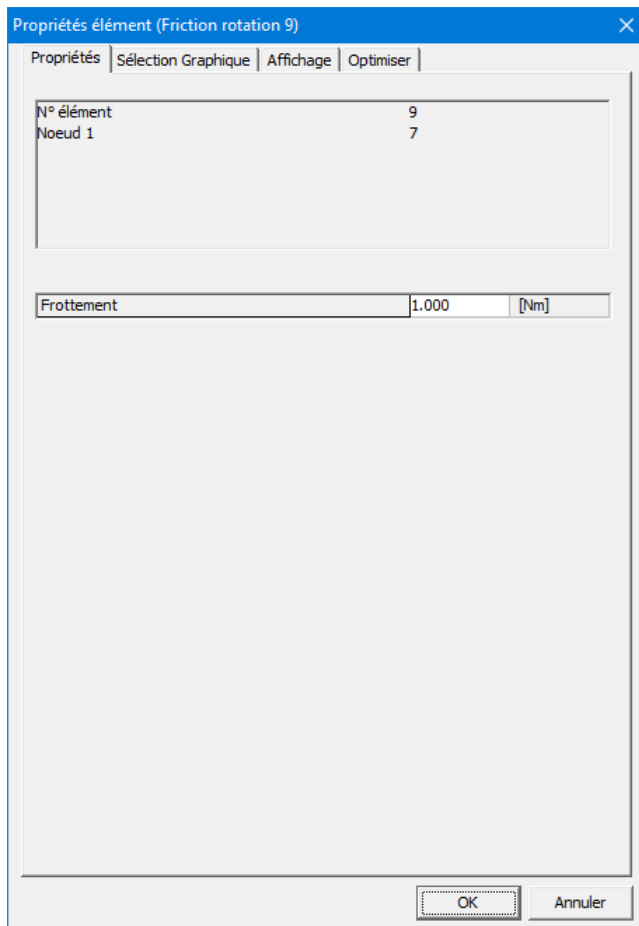 Propriétés élément (Friction rotation 9)
Propriétés Sélection Graphique Affichage Optimiser
N° élément 9
Noeud 1 7
Frottement 1.000 [Nm]
OK Annuler